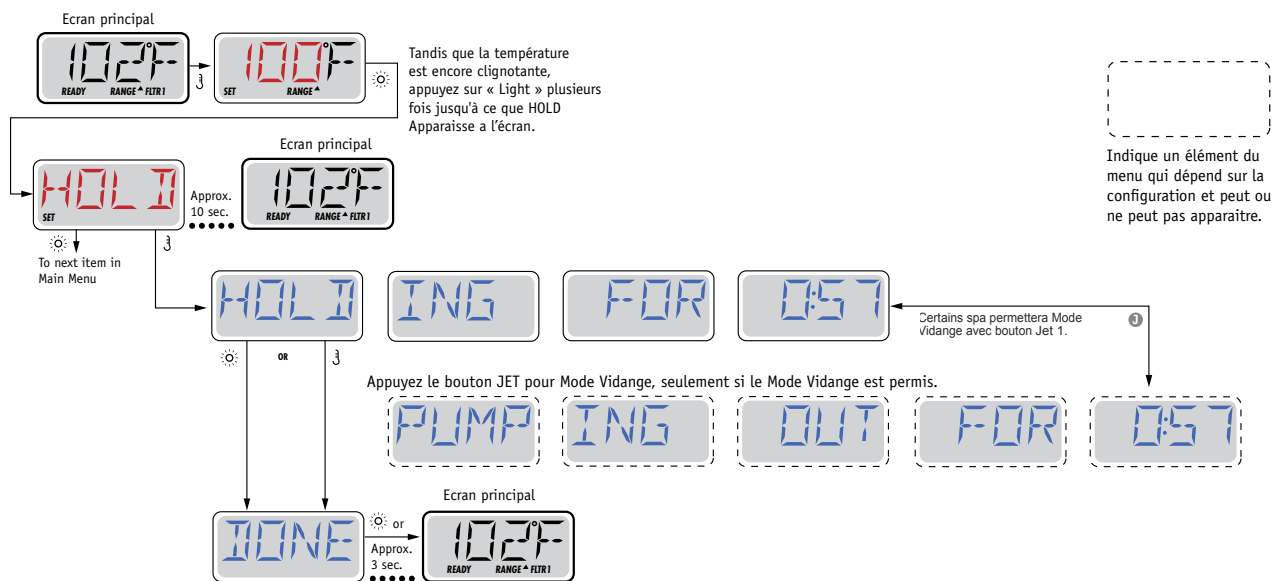 Ecran principal
102°F
READY RANGE FLTR1
100°F
SET RANGE
Tandis que la température
est encore clignotante,
appuyez sur « Light » plusieurs
fois jusqu'à ce que HOLD
Apparaisse a l’écran.
Indique un élément du
menu qui dépend sur la
configuration et peut ou
ne peut pas apparaitre.
HOLD
SET
Approx.
10 sec.
Ecran principal
102°F
READY RANGE FLTR1
To next item in
Main Menu
HOLD ING FOR 0:57
Certains spa permettera Mode
Vidange avec bouton Jet 1.
J
OR
Appuyez le bouton JET pour Mode Vidange, seulement si le Mode Vidange est permis.
PUMP ING OUT FOR 0:57
DONE
or
Approx.
3 sec.
Ecran principal
102°F
READY RANGE FLTR1